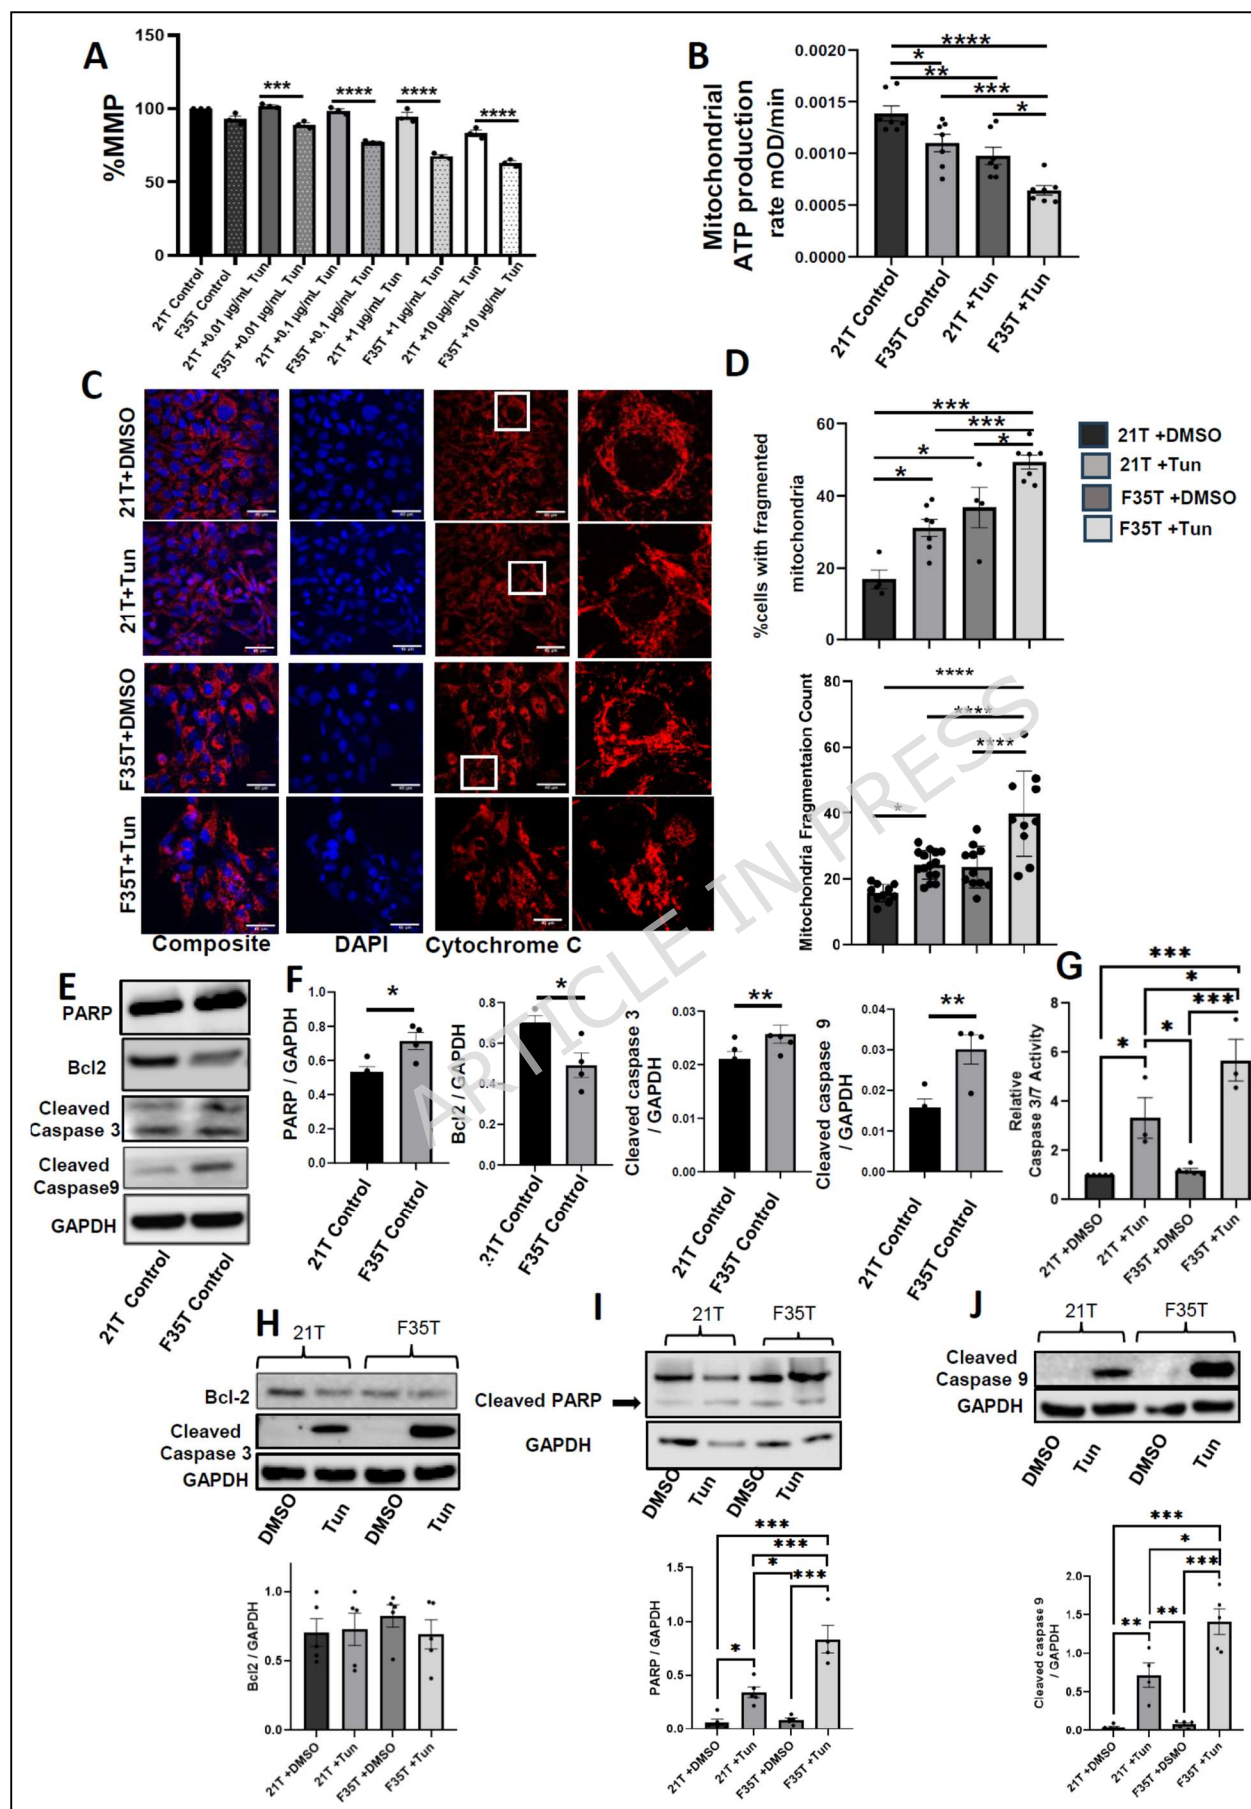 A
150
100
50
0
%MMP
***
****
****
****
21T Control
F35T Control
21T +0.01 µg/mL Tun
F35T +0.01 µg/mL Tun
21T +0.1 µg/mL Tun
F35T +0.1 µg/mL Tun
21T +1 µg/mL Tun
F35T +1 µg/mL Tun
21T +10 µg/mL Tun
F35T +10 µg/mL Tun
B
Mitochondrial
ATP production
rate mOD/min
0.0020
0.0015
0.0010
0.0005
0.0000
****
*
**
***
*
21T Control
F35T Control
21T +Tun
F35T +Tun
C
21T+DMSO
21T+Tun
F35T+DMSO
F35T+Tun
Composite
DAPI
Cytochrome C
D
%cells with fragmented
mitochondria
60
40
20
0
***
***
*
*
*
21T +DMSO
21T +Tun
F35T +DMSO
F35T +Tun
Mitochondria Fragmentaion Count
80
60
40
20
0
****
****
****
*
ARTICLE IN PRESS
E
PARP
Bcl2
Cleaved
Caspase 3
Cleaved
Caspase9
GAPDH
21T Control
F35T Control
F
PARP / GAPDH
1.0
0.8
0.6
0.4
0.2
0.0
*
21T Control
F35T Control
Bcl2 / GAPDH
0.8
0.6
0.4
0.2
0.0
*
21T Control
F35T Control
Cleaved caspase 3
/ GAPDH
0.03
0.02
0.01
0.00
**
21T Control
F35T Control
Cleaved caspase 9
/ GAPDH
0.04
0.03
0.02
0.01
0.00
**
21T Control
F35T Control
G
Relative
Caspase 3/7 Activity
8
6
4
2
0
***
*
***
*
*
21T +DMSO
21T +Tun
F35T +DMSO
F35T +Tun
H
21T
F35T
Bcl-2
Cleaved
Caspase 3
GAPDH
DMSO
Tun
DMSO
Tun
Bcl2 / GAPDH
1.0
0.5
0.0
21T +DMSO
21T +Tun
F35T +DMSO
F35T +Tun
I
21T
F35T
Cleaved PARP
GAPDH
DMSO
Tun
DMSO
Tun
PARP / GAPDH
1.5
1.0
0.5
0.0
***
***
*
***
*
21T +DMSO
21T +Tun
F35T +DMSO
F35T +Tun
J
21T
F35T
Cleaved
Caspase 9
GAPDH
DMSO
Tun
DMSO
Tun
Cleaved caspase 9
/ GAPDH
2.0
1.5
1.0
0.5
0.0
***
*
***
**
**
21T +DMSO
21T +Tun
F35T +DSMO
F35T +Tun